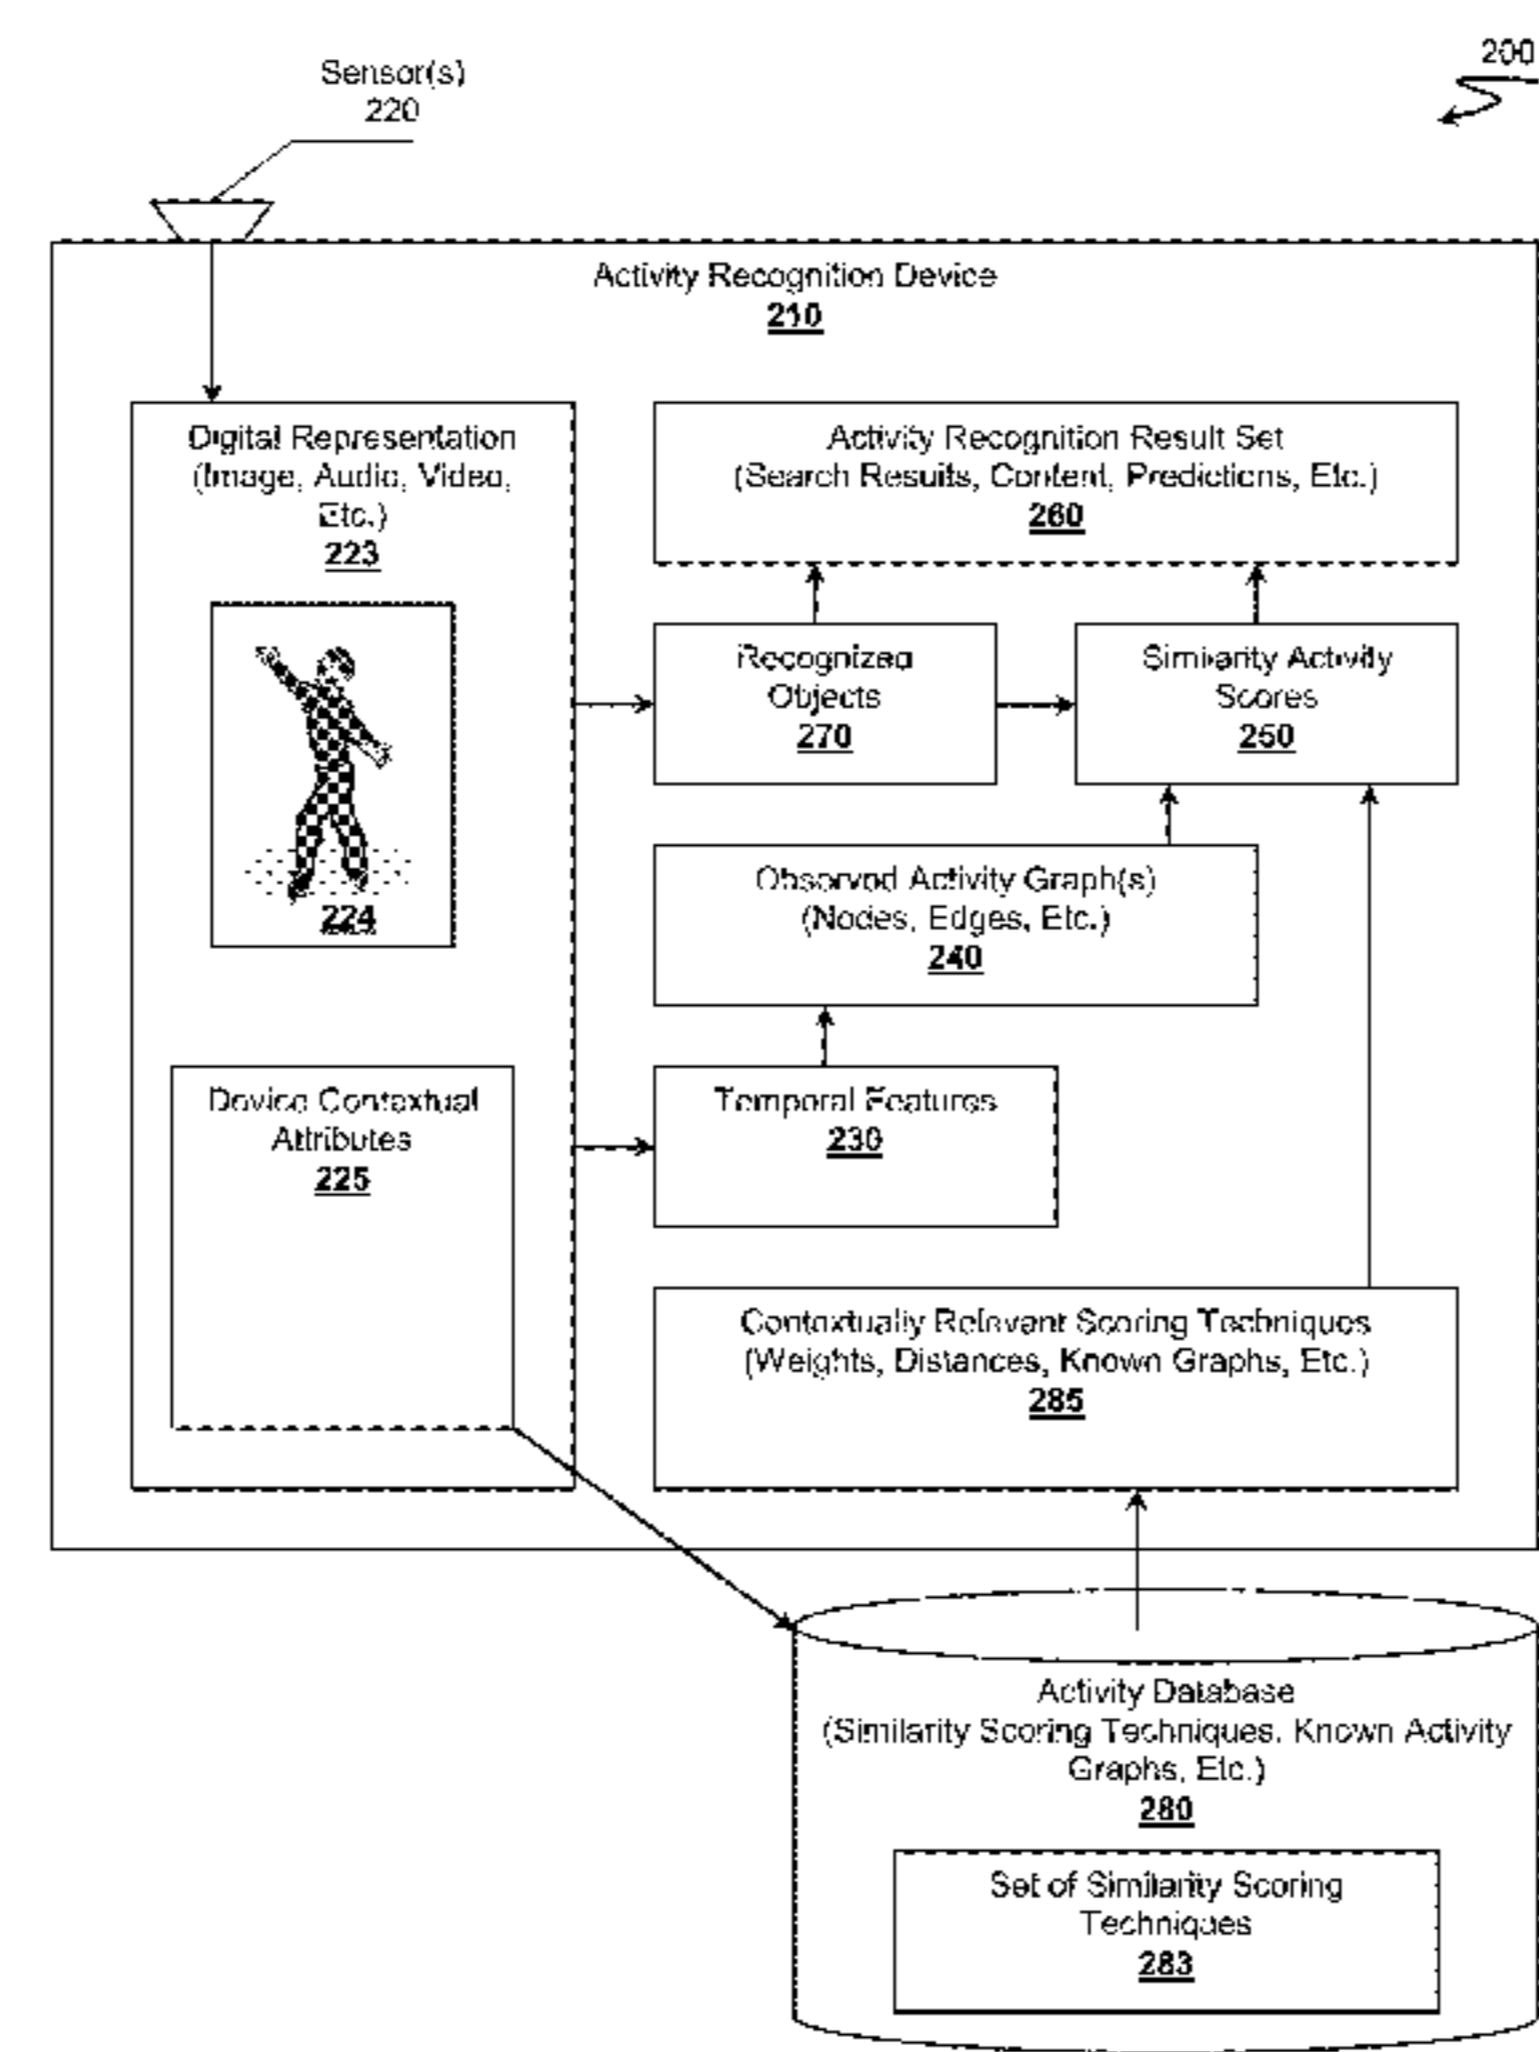 200
Sensor(s)
220
Activity Recognition Device
210
Digital Representation
(Image, Audio, Video,
Etc.)
223
224
Device Contextual
Attributes
225
Activity Recognition Result Set
(Search Results, Content, Predictions, Etc.)
260
Recognized
Objects
270
Similarity Activity
Scores
250
Observed Activity Graph(s)
(Nodes, Edges, Etc.)
240
Temporal Features
230
Contextually Relevant Scoring Techniques
(Weights, Distances, Known Graphs, Etc.)
285
Activity Database
(Similarity Scoring Techniques, Known Activity
Graphs, Etc.)
280
Set of Similarity Scoring
Techniques
283